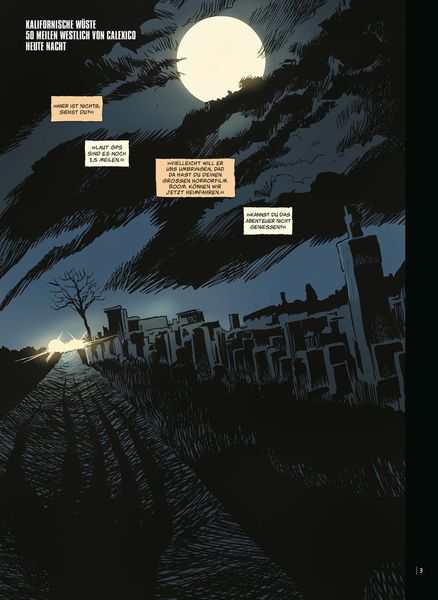 KALIFORNISCHE WÜSTE
50 MEILEN WESTLICH VON CALEXICO
HEUTE NACHT
»HIER IST NICHTS,
SIEHST DU?«
»LAUT GPS
SIND ES NOCH
1,5 MEILEN.«
»VIELLEICHT WILL ER
UNS UMBRINGEN, DAD.
DA HAST DU DEINEN
GROSSEN HORRORFILM.
BOOM. KÖNNEN WIR
JETZT HEIMFAHREN.«
»KANNST DU DAS
ABENTEUER NICHT
GENIESSEN?«
3